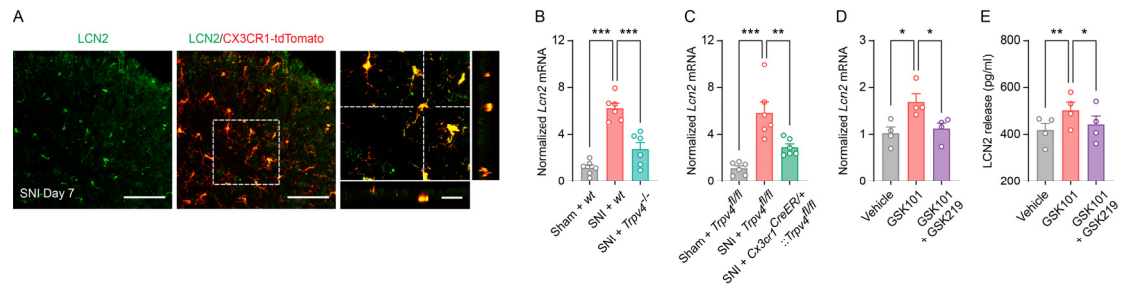 A
LCN2
LCN2/CX3CR1-tdTomato
SNI Day 7
B
Normalized Lcn2 mRNA
12
8
4
0
***
***
Sham + wt
SNI + wt
SNI + Trpv4-/-
C
Normalized Lcn2 mRNA
12
8
4
0
***
**
Sham + Trpv4fl/fl
SNI + Trpv4fl/fl
SNI + Cx3cr1CreER/+
::Trpv4fl/fl
D
Normalized Lcn2 mRNA
3
2
1
0
*
*
Vehicle
GSK101
GSK101
+ GSK219
E
LCN2 release (pg/ml)
800
600
400
200
**
*
Vehicle
GSK101
GSK101
+ GSK219